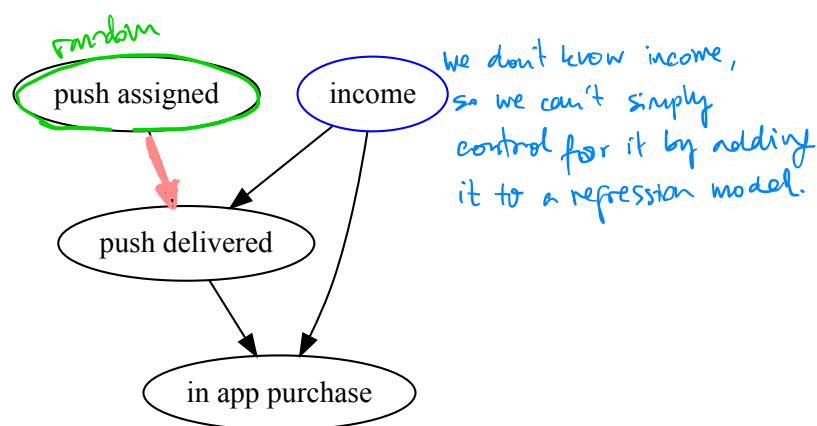 random
push assigned
income
we don't know income,
so we can't simply
control for it by adding
it to a regression model.
push delivered
in app purchase